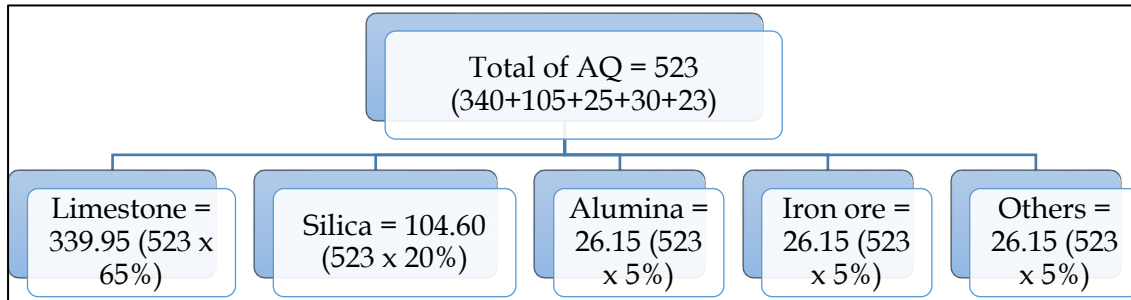 Total of AQ = 523
(340+105+25+30+23)
Limestone =
339.95 (523 x
65%)
Silica = 104.60
(523 x 20%)
Alumina =
26.15 (523
x 5%)
Iron ore =
26.15 (523
x 5%)
Others =
26.15 (523
x 5%)